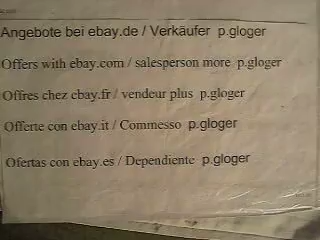 Angebote bei ebay.de / Verkäufer p.gloger
Offers with ebay.com / salesperson more p.gloger
Offres chez ebay.fr / vendeur plus p.gloger
Offerte con ebay.it / Commesso p.gloger
Ofertas con ebay.es / Dependiente p.gloger